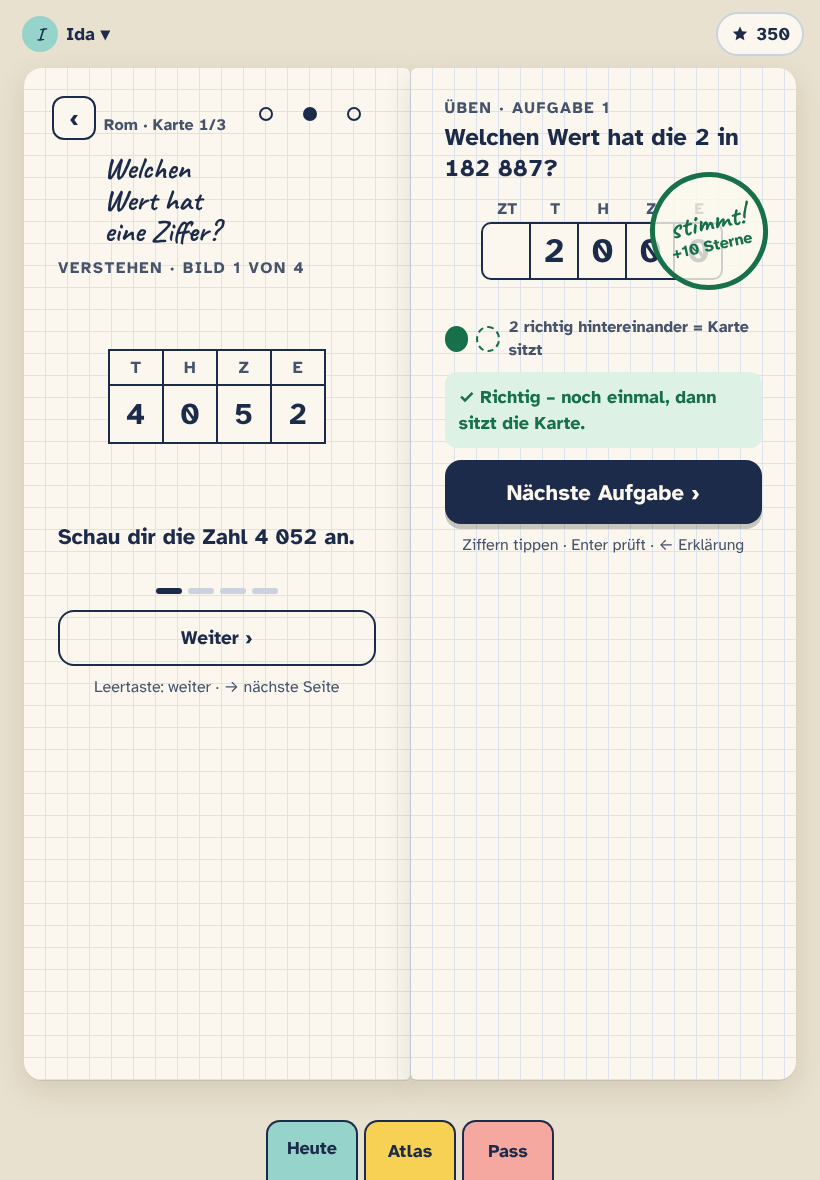 I Ida ▼
★ 350
‹ Rom · Karte 1/3
Welchen
Wert hat
eine Ziffer?
VERSTEHEN · BILD 1 VON 4
T H Z E
4 0 5 2
Schau dir die Zahl 4 052 an.
Weiter ›
Leertaste: weiter · → nächste Seite
ÜBEN · AUFGABE 1
Welchen Wert hat die 2 in
182 887?
ZT T H Z E
2 0 0 0
stimmt!
+10 Sterne
2 richtig hintereinander = Karte
sitzt
✓ Richtig – noch einmal, dann
sitzt die Karte.
Nächste Aufgabe ›
Ziffern tippen · Enter prüft · ← Erklärung
Heute
Atlas
Pass